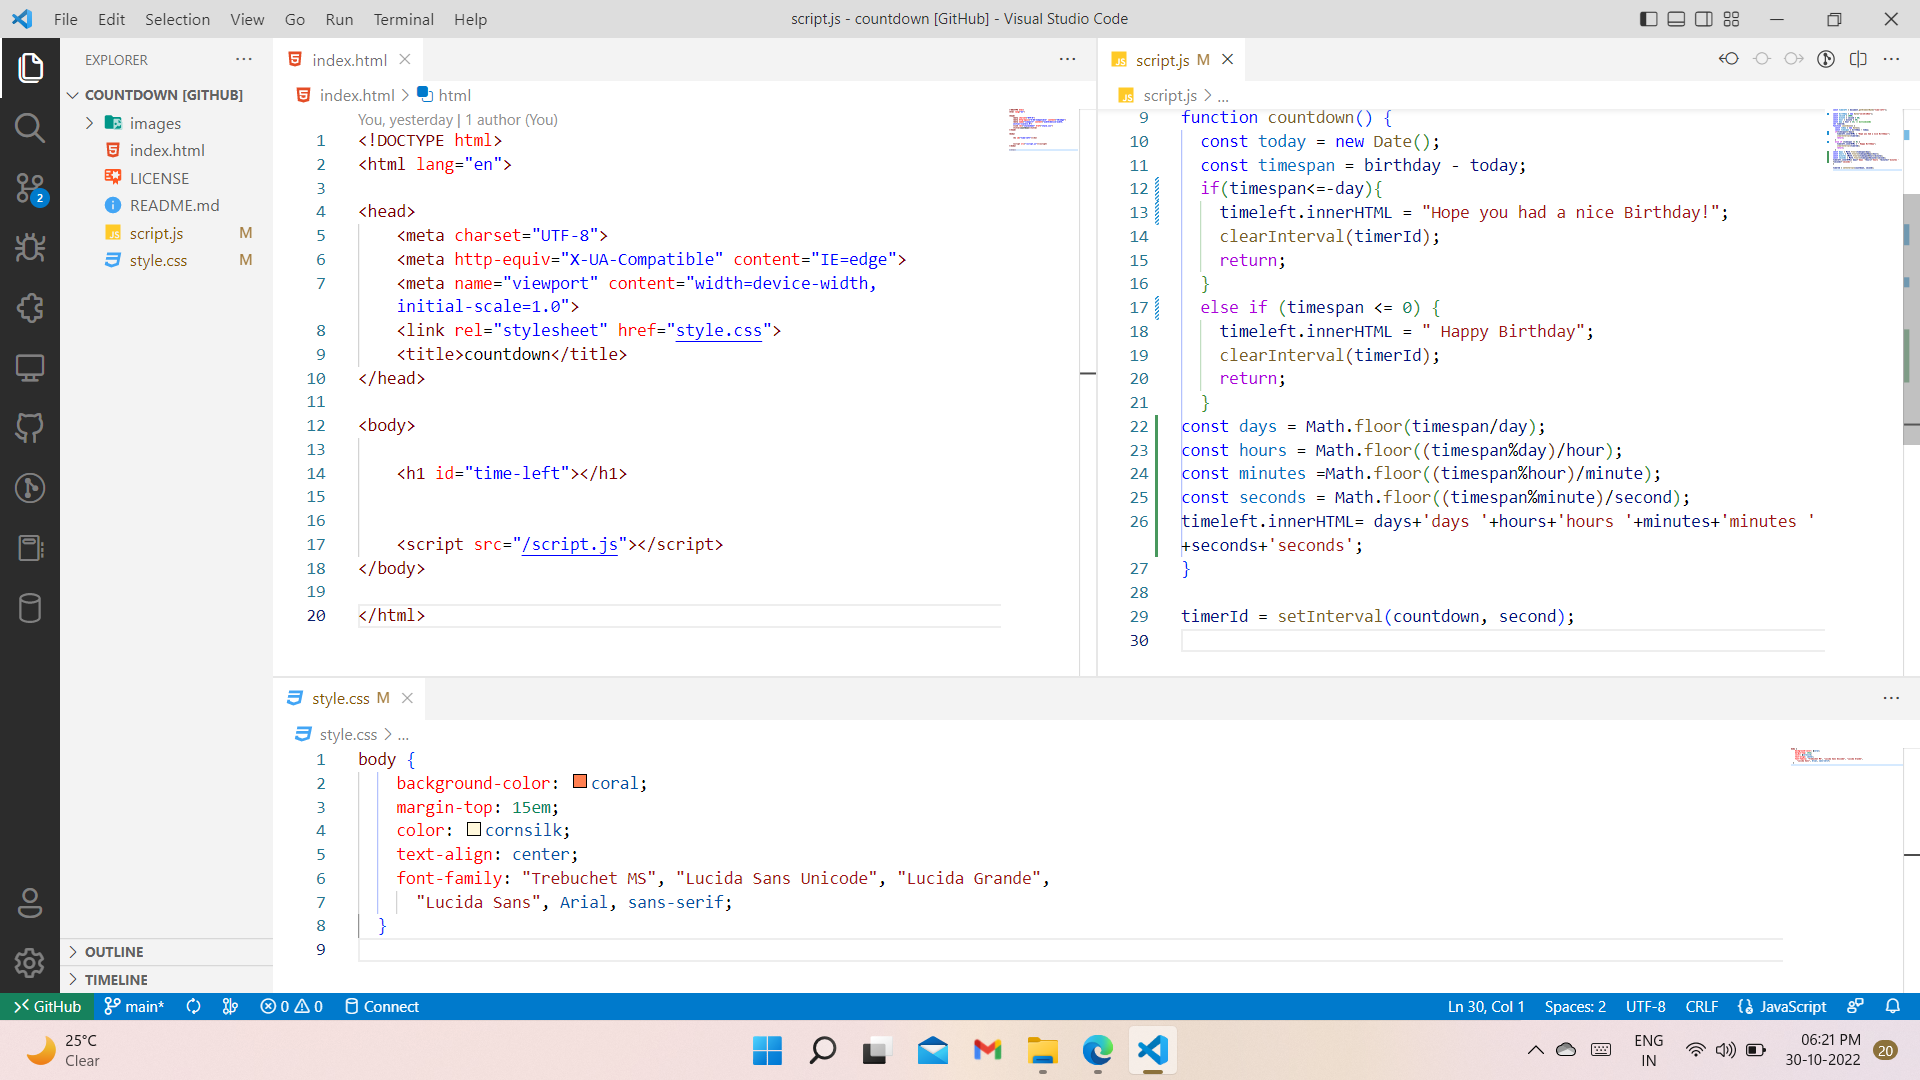 File Edit Selection View Go Run Terminal Help
script.js - countdown [GitHub] - Visual Studio Code
EXPLORER
COUNTDOWN [GITHUB]
images
index.html
LICENSE
README.md
script.js M
style.css M
OUTLINE
TIMELINE
index.html
index.html > html
You, yesterday | 1 author (You)
1 <!DOCTYPE html>
2 <html lang="en">
3
4 <head>
5 <meta charset="UTF-8">
6 <meta http-equiv="X-UA-Compatible" content="IE=edge">
7 <meta name="viewport" content="width=device-width,
initial-scale=1.0">
8 <link rel="stylesheet" href="style.css">
9 <title>countdown</title>
10 </head>
11
12 <body>
13
14 <h1 id="time-left"></h1>
15
16
17 <script src="/script.js"></script>
18 </body>
19
20 </html>
script.js M
script.js > ...
9 function countdown() {
10 const today = new Date();
11 const timespan = birthday - today;
12 if(timespan<=-day){
13 timeleft.innerHTML = "Hope you had a nice Birthday!";
14 clearInterval(timerId);
15 return;
16 }
17 else if (timespan <= 0) {
18 timeleft.innerHTML = " Happy Birthday";
19 clearInterval(timerId);
20 return;
21 }
22 const days = Math.floor(timespan/day);
23 const hours = Math.floor((timespan%day)/hour);
24 const minutes =Math.floor((timespan%hour)/minute);
25 const seconds = Math.floor((timespan%minute)/second);
26 timeleft.innerHTML= days+'days '+hours+'hours '+minutes+'minutes '
+seconds+'seconds';
27 }
28
29 timerId = setInterval(countdown, second);
30
style.css M
style.css > ...
1 body {
2 background-color: coral;
3 margin-top: 15em;
4 color: cornsilk;
5 text-align: center;
6 font-family: "Trebuchet MS", "Lucida Sans Unicode", "Lucida Grande",
7 "Lucida Sans", Arial, sans-serif;
8 }
9
2
GitHub main* 0 0 Connect
Ln 30, Col 1 Spaces: 2 UTF-8 CRLF JavaScript
25°C
Clear
ENG
IN
06:21 PM
30-10-2022
20